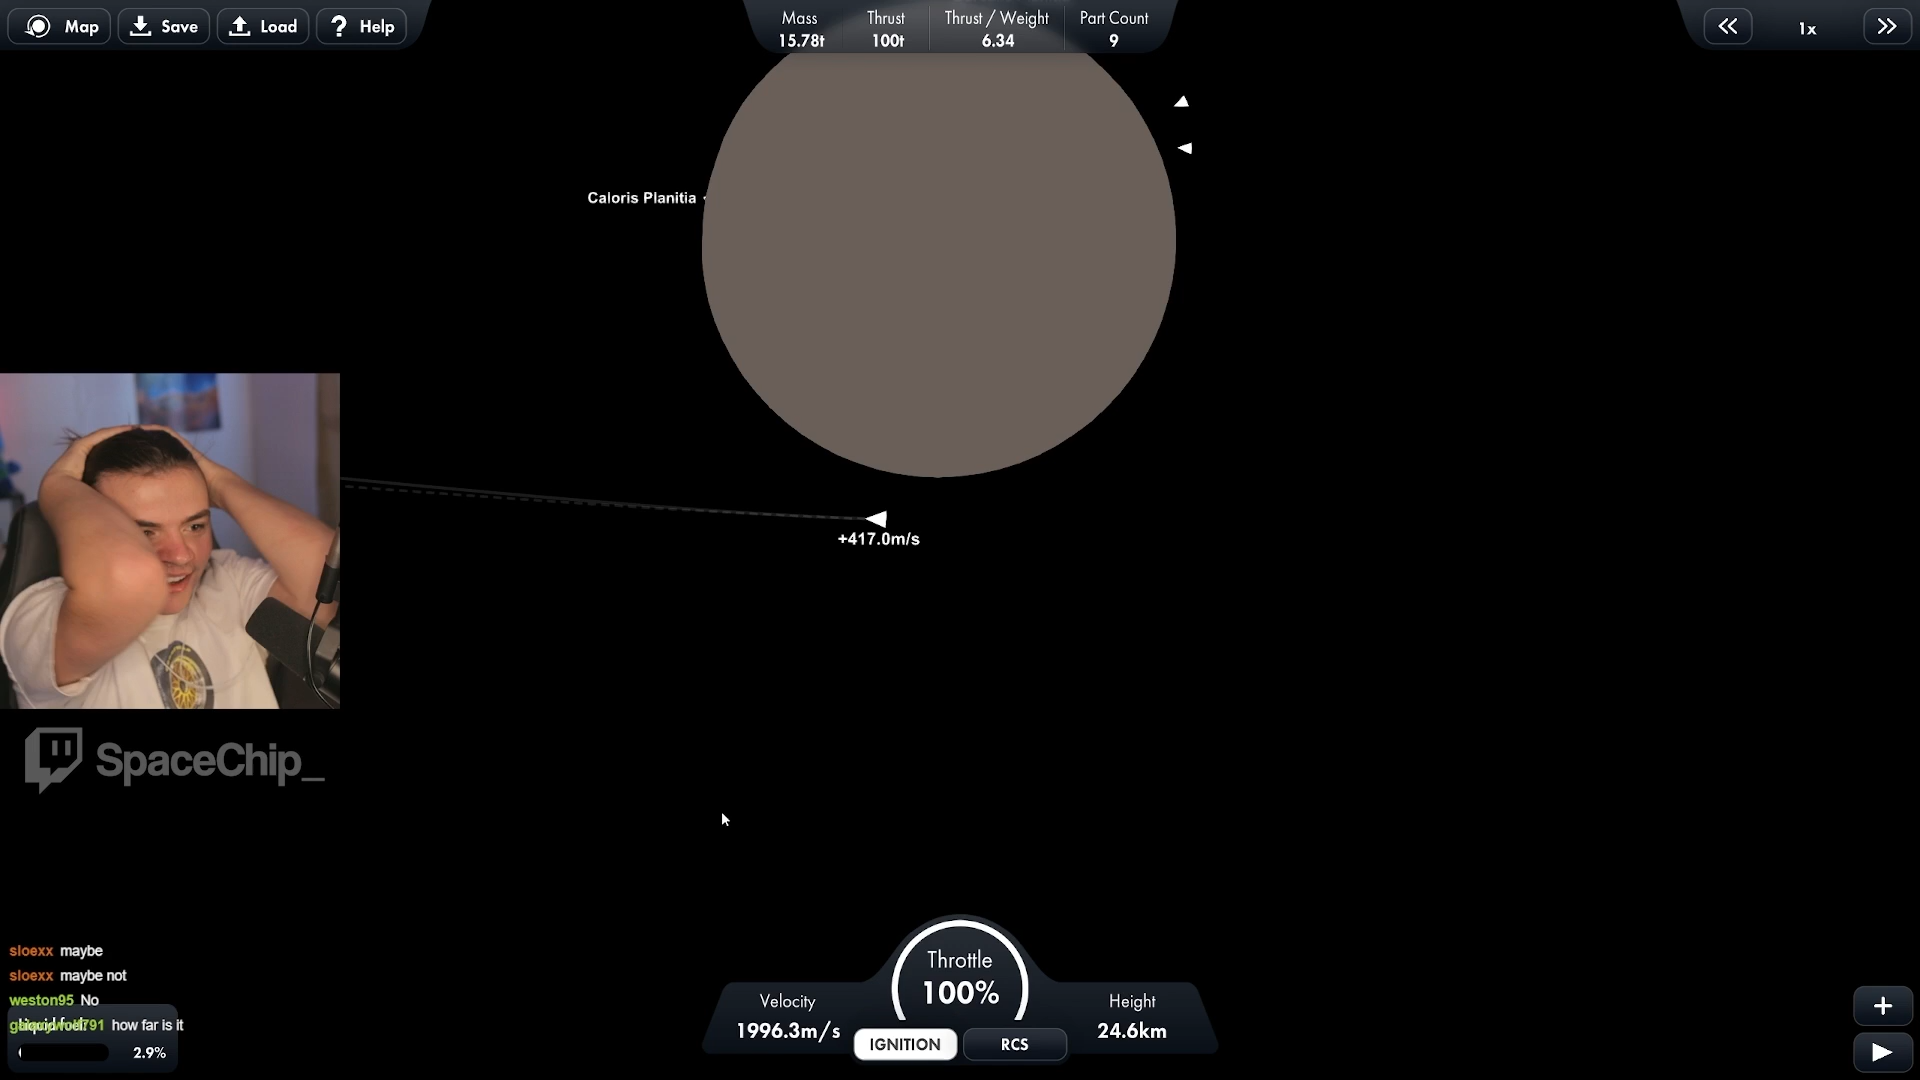 Map
Save
Load
Help
Mass
15.78t
Thrust
100t
Thrust / Weight
6.34
Part Count
9
1x
Caloris Planitia
+417.0m/s
SpaceChip_
sloexx maybe
sloexx maybe not
weston95 No
how far is it
2.9%
Throttle
100%
Velocity
1996.3m/s
Height
24.6km
IGNITION
RCS